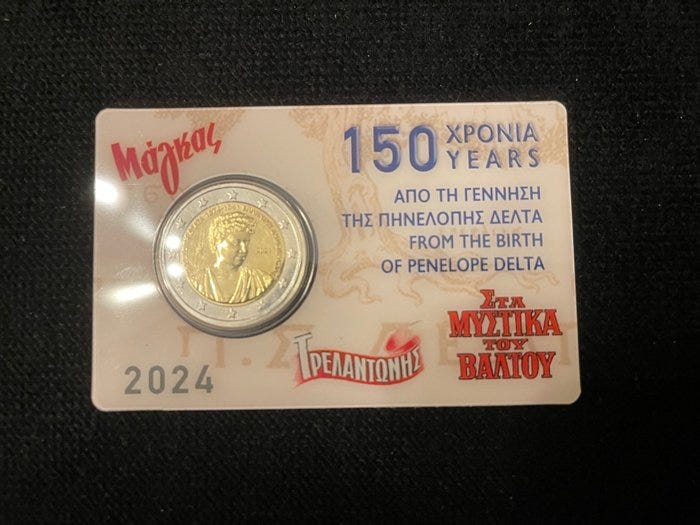 Μάγκας
150 ΧΡΟΝΙΑ
YEARS
ΑΠΟ ΤΗ ΓΕΝΝΗΣΗ
ΤΗΣ ΠΗΝΕΛΟΠΗΣ ΔΕΛΤΑ
FROM THE BIRTH
OF PENELOPE DELTA
ΣΤΑ
ΜΥΣΤΙΚΑ
ΤΟΥ
ΒΑΛΤΟΥ
ΤΡΕΛΑΝΤΩΝΗΣ
2024